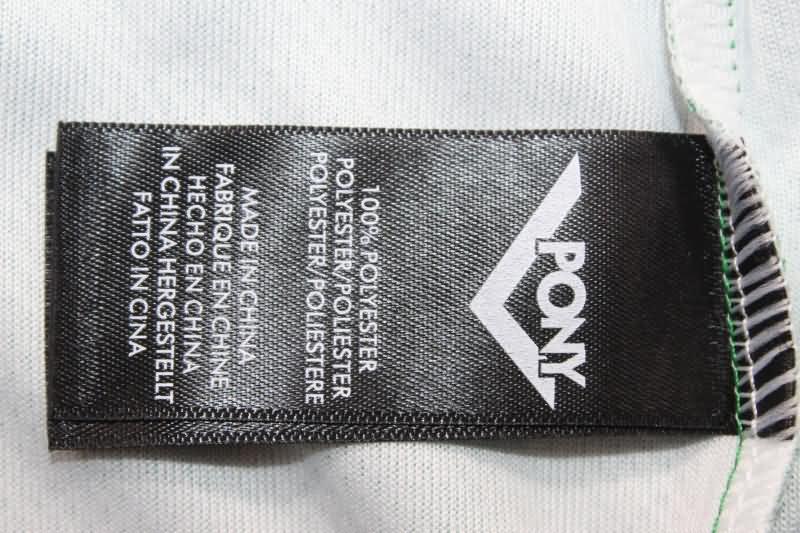 PONY
100% POLYESTER
POLYESTER/POLIESTER
POLYESTER/POLIESTERE
MADE IN CHINA
FABRIQUE EN CHINE
HECHO EN CHINA
IN CHINA HERGESTELLT
FATTO IN CINA